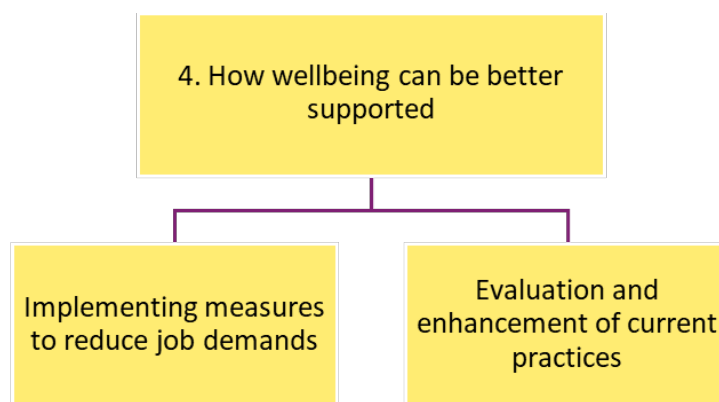 4. How wellbeing can be better
supported
Implementing measures
to reduce job demands
Evaluation and
enhancement of current
practices